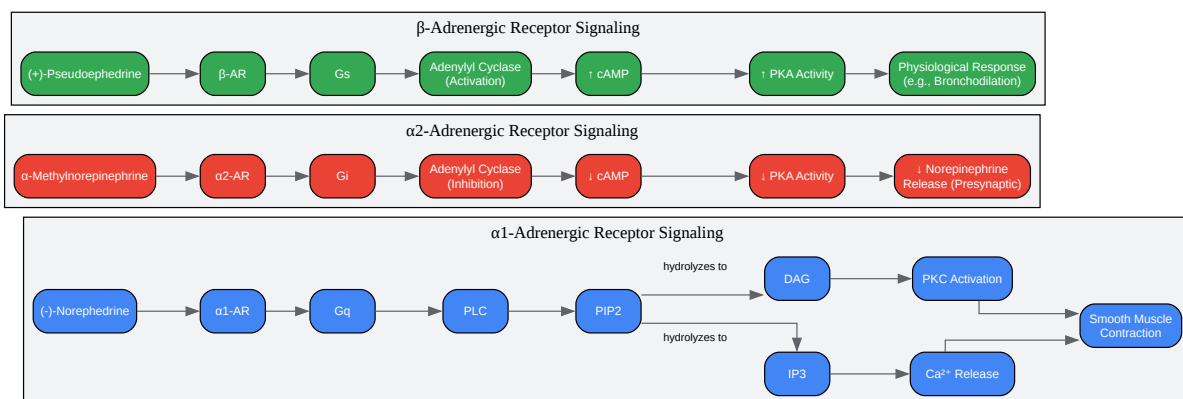 β-Adrenergic Receptor Signaling
(+)-Pseudoephedrine
β-AR
Gs
Adenylyl Cyclase
(Activation)
↑ cAMP
↑ PKA Activity
Physiological Response
(e.g., Bronchodilation)
α2-Adrenergic Receptor Signaling
α-Methylnorepinephrine
α2-AR
Gi
Adenylyl Cyclase
(Inhibition)
↓ cAMP
↓ PKA Activity
↓ Norepinephrine
Release (Presynaptic)
α1-Adrenergic Receptor Signaling
(-)-Norephedrine
α1-AR
Gq
PLC
PIP2
hydrolyzes to
DAG
PKC Activation
hydrolyzes to
IP3
Ca²⁺ Release
Smooth Muscle
Contraction